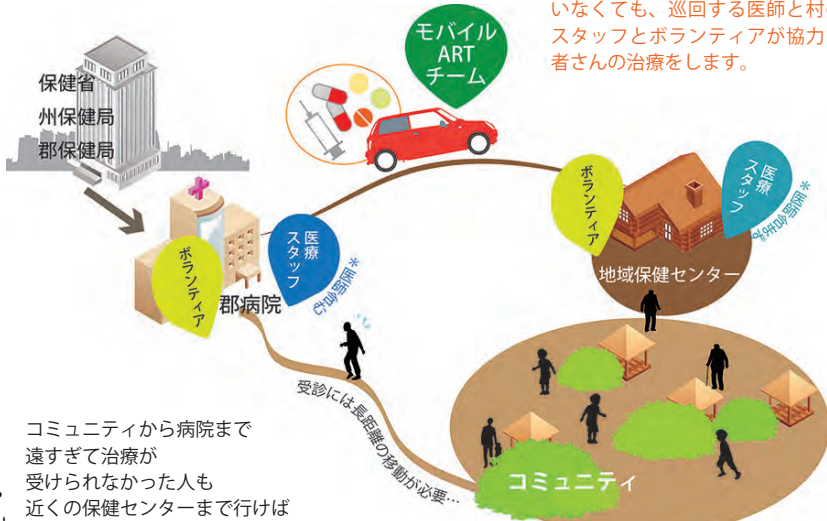 いなくても、巡回する医師と村
スタッフとボランティアが協力
者さんの治療をします。
モバイル
ART
チーム
保健省
州保健局
郡保健局
ボランティア
医療
スタッフ
*医師含む
郡病院
ボランティア
医療
スタッフ
地域保健センター
受診には長距離の移動が必要…
コミュニティ
コミュニティから病院まで
遠すぎて治療が
受けられなかった人も
近くの保健センターまで行けば